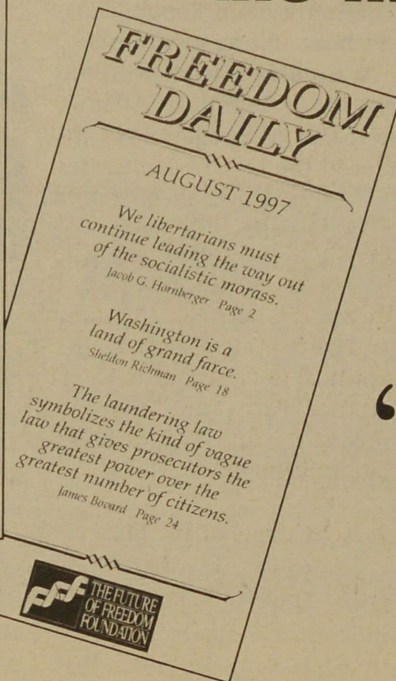 FREEDOM
DAILY
AUGUST 1997
We libertarians must
continue leading the way out
of the socialistic morass.
Jacob G. Hornberger Page 2
Washington is a
land of grand farce.
Sheldon Richman Page 18
The laundering law
symbolizes the kind of vague
law that gives prosecutors the
greatest power over the
greatest number of citizens.
James Bovard Page 24
fff THE FUTURE
OF FREEDOM
FOUNDATION
‘